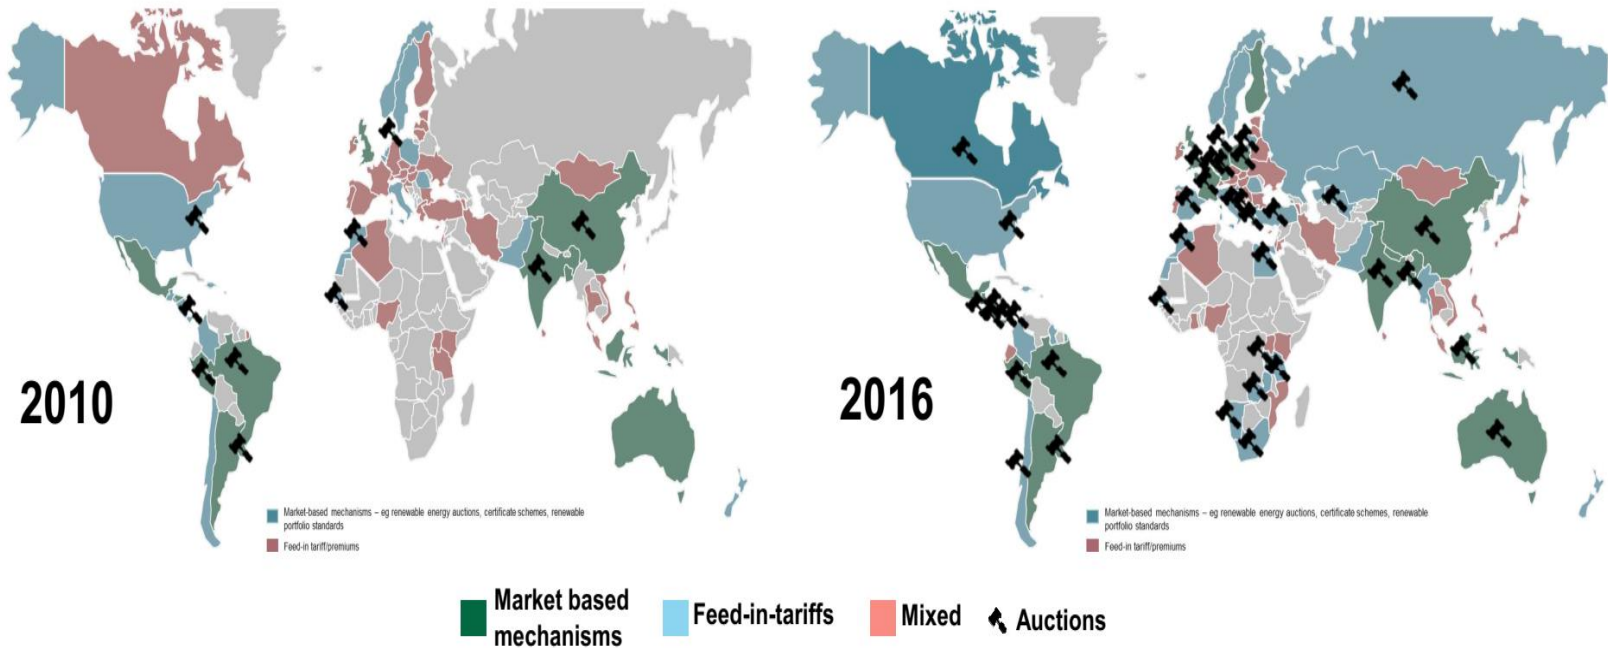 2010
Market-based mechanisms – eg renewable energy auctions, certificate schemes, renewable
portfolio standards
Feed-in tariff/premiums
2016
Market-based mechanisms – eg renewable energy auctions, certificate schemes, renewable
portfolio standards
Feed-in tariff/premiums
Market based
mechanisms
Feed-in-tariffs
Mixed
Auctions